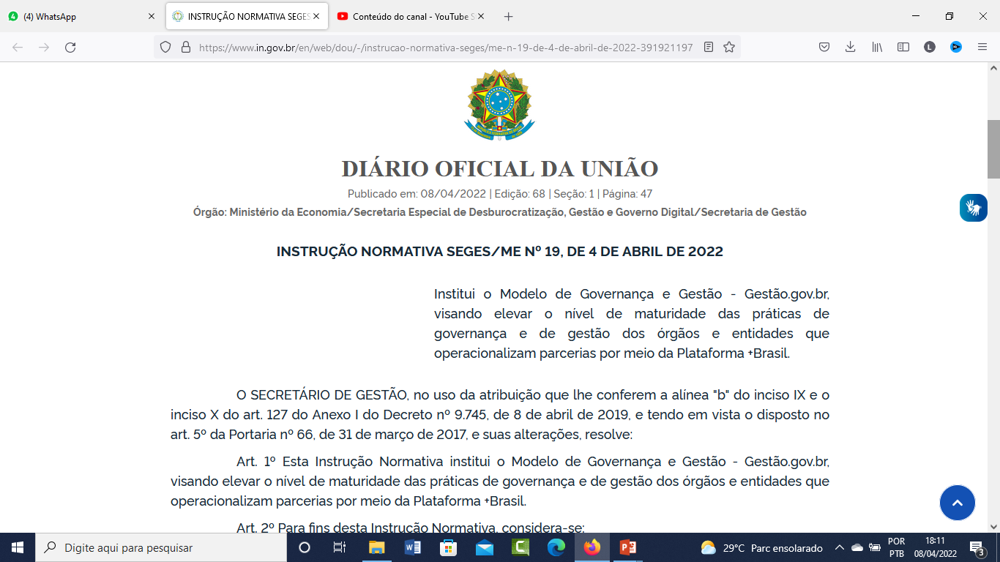 (4) WhatsApp
INSTRUÇÃO NORMATIVA SEGES
Conteúdo do canal - YouTube S
https://www.in.gov.br/en/web/dou/-/instrucao-normativa-seges/me-n-19-de-4-de-abril-de-2022-391921197
L
DIÁRIO OFICIAL DA UNIÃO
Publicado em: 08/04/2022 | Edição: 68 | Seção: 1 | Página: 47
Órgão: Ministério da Economia/Secretaria Especial de Desburocratização, Gestão e Governo Digital/Secretaria de Gestão
INSTRUÇÃO NORMATIVA SEGES/ME Nº 19, DE 4 DE ABRIL DE 2022
Institui o Modelo de Governança e Gestão - Gestão.gov.br,
visando elevar o nível de maturidade das práticas de
governança e de gestão dos órgãos e entidades que
operacionalizam parcerias por meio da Plataforma +Brasil.
O SECRETÁRIO DE GESTÃO, no uso da atribuição que lhe conferem a alínea "b" do inciso IX e o
inciso X do art. 127 do Anexo I do Decreto nº 9.745, de 8 de abril de 2019, e tendo em vista o disposto no
art. 5º da Portaria nº 66, de 31 de março de 2017, e suas alterações, resolve:
Art. 1º Esta Instrução Normativa institui o Modelo de Governança e Gestão - Gestão.gov.br,
visando elevar o nível de maturidade das práticas de governança e de gestão dos órgãos e entidades que
operacionalizam parcerias por meio da Plataforma +Brasil.
Art. 2º Para fins desta Instrução Normativa, considera-se:
Digite aqui para pesquisar
29ºC Parc ensolarado
POR
PTB
18:11
08/04/2022
3